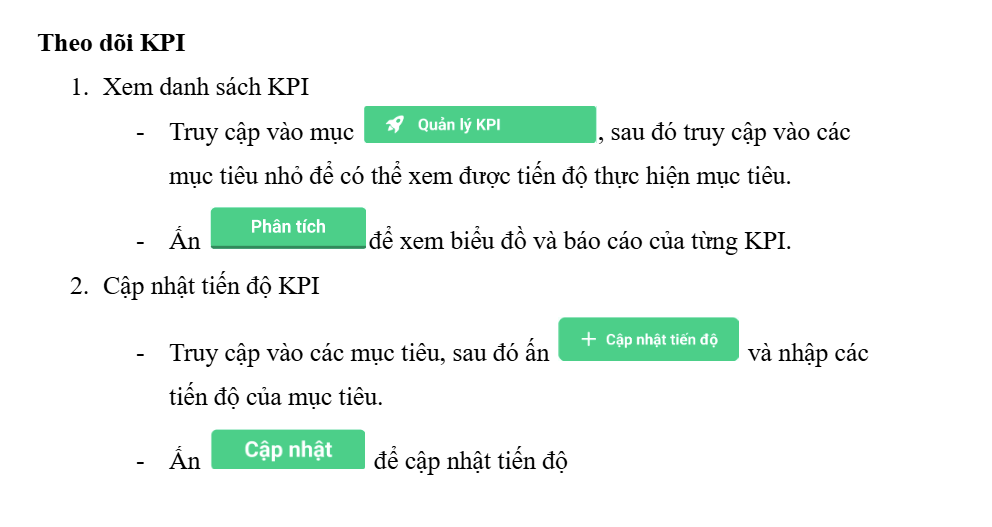 Theo dõi KPI
1. Xem danh sách KPI
- Truy cập vào mục Quản lý KPI, sau đó truy cập vào các
mục tiêu nhỏ để có thể xem được tiến độ thực hiện mục tiêu.
- Ấn Phân tích để xem biểu đồ và báo cáo của từng KPI.
2. Cập nhật tiến độ KPI
- Truy cập vào các mục tiêu, sau đó ấn + Cập nhật tiến độ và nhập các
tiến độ của mục tiêu.
- Ấn Cập nhật để cập nhật tiến độ